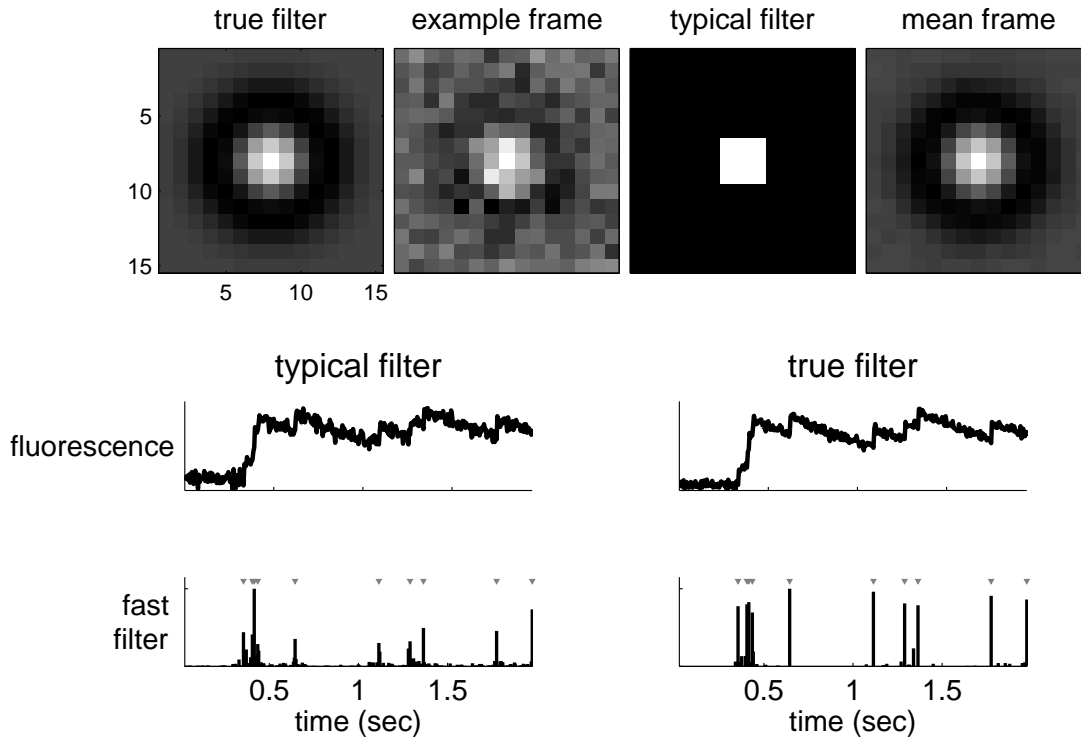 true filter
example frame
typical filter
mean frame
5
10
15
5
10
15
typical filter
true filter
fluorescence
fast
filter
0.5
1
1.5
time (sec)
0.5
1
1.5
time (sec)